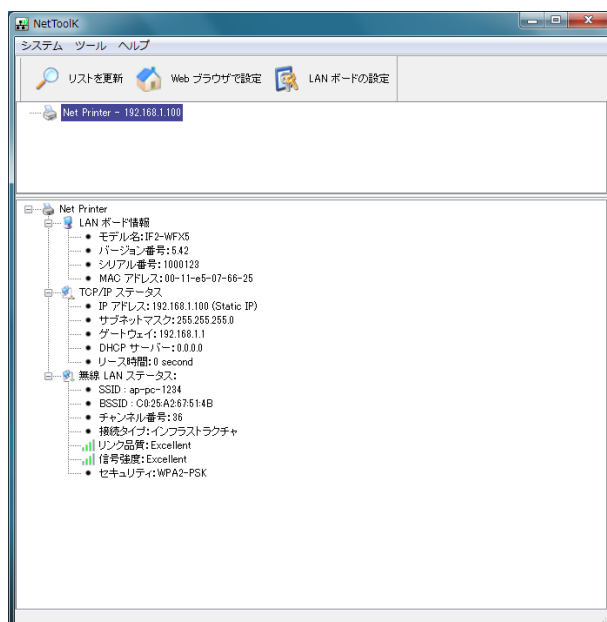 NetToolK
システム ツール ヘルプ
リストを更新 Web ブラウザで設定 LAN ボードの設定
Net Printer - 192.168.1.100
Net Printer
LAN ボード情報
モデル名:IF2-WFX5
バージョン番号:5.42
シリアル番号:1000123
MAC アドレス:00-11-e5-07-66-25
TCP/IP ステータス
IP アドレス:192.168.1.100 (Static IP)
サブネットマスク:255.255.255.0
ゲートウェイ:192.168.1.1
DHCP サーバー:0.0.0.0
リース時間:0 second
無線 LAN ステータス:
SSID : ap-pc-1234
BSSID : C0:25:A2:67:51:4B
チャンネル番号:36
接続タイプ:インフラストラクチャ
リンク品質:Excellent
信号強度:Excellent
セキュリティ:WPA2-PSK